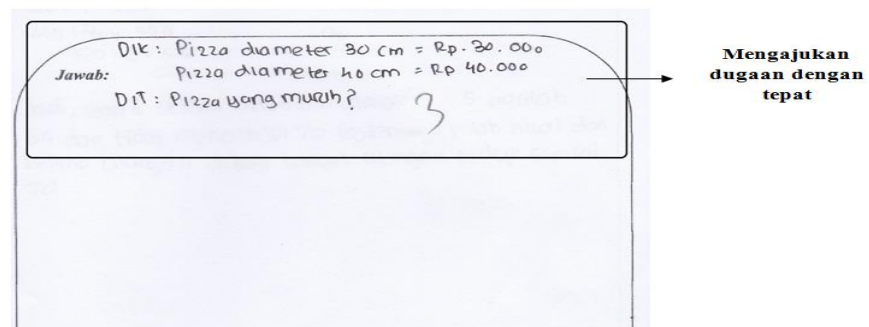 DIK : Pizza diameter 30 cm = Rp. 30.000
Jawab: Pizza diameter 40 cm = Rp 40.000
DIT : Pizza yang murah?
3
Mengajukan
dugaan dengan
tepat